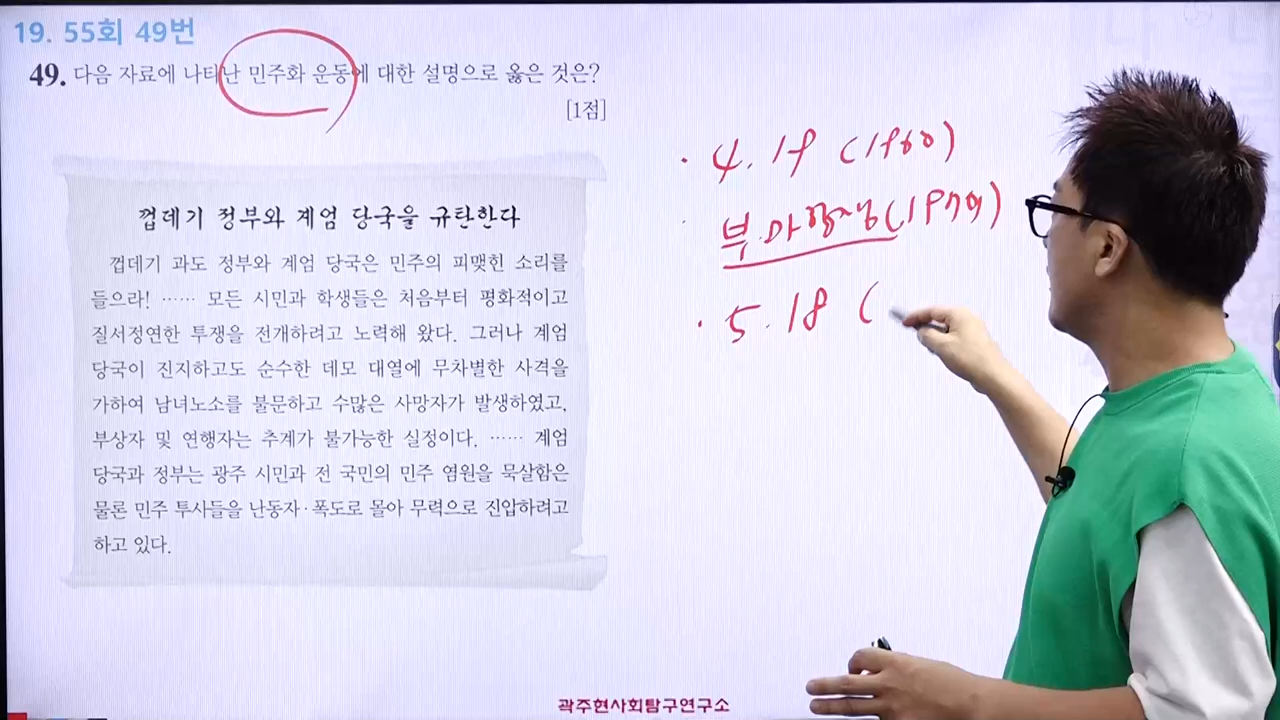 19. 55회 49번
49. 다음 자료에 나타난 민주화 운동에 대한 설명으로 옳은 것은?
[1점]
껍데기 정부와 계엄 당국을 규탄한다
껍데기 과도 정부와 계엄 당국은 민주의 피맺힌 소리를
들으라! …… 모든 시민과 학생들은 처음부터 평화적이고
질서정연한 투쟁을 전개하려고 노력해 왔다. 그러나 계엄
당국이 진지하고도 순수한 데모 대열에 무차별한 사격을
가하여 남녀노소를 불문하고 수많은 사망자가 발생하였고,
부상자 및 연행자는 추계가 불가능한 실정이다. …… 계엄
당국과 정부는 광주 시민과 전 국민의 민주 염원을 묵살함은
물론 민주 투사들을 난동자·폭도로 몰아 무력으로 진압하려고
하고 있다.
· 4.19 (1960)
· 부.마항쟁(1979)
· 5.18 (
곽주현사회탐구연구소